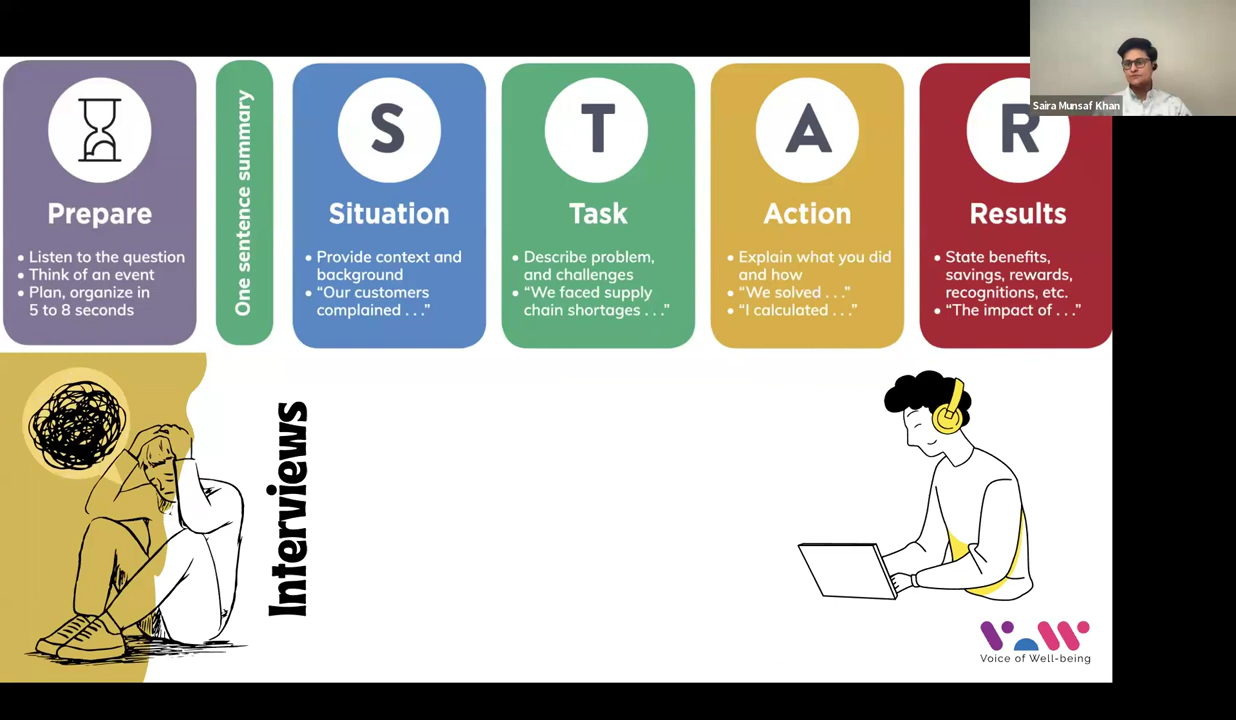 Saira Munsaf Khan
Prepare
• Listen to the question
• Think of an event
• Plan, organize in
5 to 8 seconds
One sentence summary
S
Situation
• Provide context and
background
• “Our customers
complained . . .”
T
Task
• Describe problem,
and challenges
• “We faced supply
chain shortages . . .”
A
Action
• Explain what you did
and how
• “We solved . . .”
• “I calculated . . .”
R
Results
• State benefits,
savings, rewards,
recognitions, etc.
• “The impact of . . .”
Interviews
VoW
Voice of Well-being